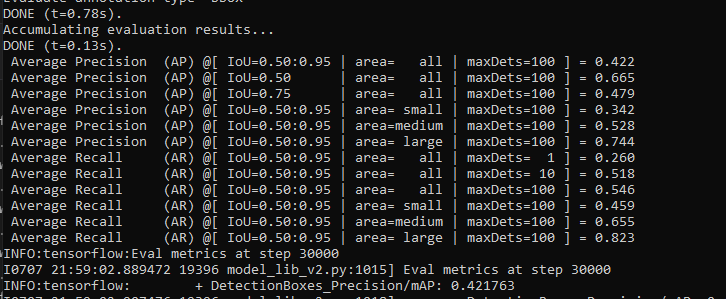 Evaluate annotation type *bbox*
DONE (t=0.78s).
Accumulating evaluation results...
DONE (t=0.13s).
 Average Precision  (AP) @[ IoU=0.50:0.95 | area=   all | maxDets=100 ] = 0.422
 Average Precision  (AP) @[ IoU=0.50      | area=   all | maxDets=100 ] = 0.665
 Average Precision  (AP) @[ IoU=0.75      | area=   all | maxDets=100 ] = 0.479
 Average Precision  (AP) @[ IoU=0.50:0.95 | area= small | maxDets=100 ] = 0.342
 Average Precision  (AP) @[ IoU=0.50:0.95 | area=medium | maxDets=100 ] = 0.528
 Average Precision  (AP) @[ IoU=0.50:0.95 | area= large | maxDets=100 ] = 0.744
 Average Recall     (AR) @[ IoU=0.50:0.95 | area=   all | maxDets=  1 ] = 0.260
 Average Recall     (AR) @[ IoU=0.50:0.95 | area=   all | maxDets= 10 ] = 0.518
 Average Recall     (AR) @[ IoU=0.50:0.95 | area=   all | maxDets=100 ] = 0.546
 Average Recall     (AR) @[ IoU=0.50:0.95 | area= small | maxDets=100 ] = 0.459
 Average Recall     (AR) @[ IoU=0.50:0.95 | area=medium | maxDets=100 ] = 0.655
 Average Recall     (AR) @[ IoU=0.50:0.95 | area= large | maxDets=100 ] = 0.823
INFO:tensorflow:Eval metrics at step 30000
I0707 21:59:02.889472 19396 model_lib_v2.py:1015] Eval metrics at step 30000
INFO:tensorflow:        + DetectionBoxes_Precision/mAP: 0.421763